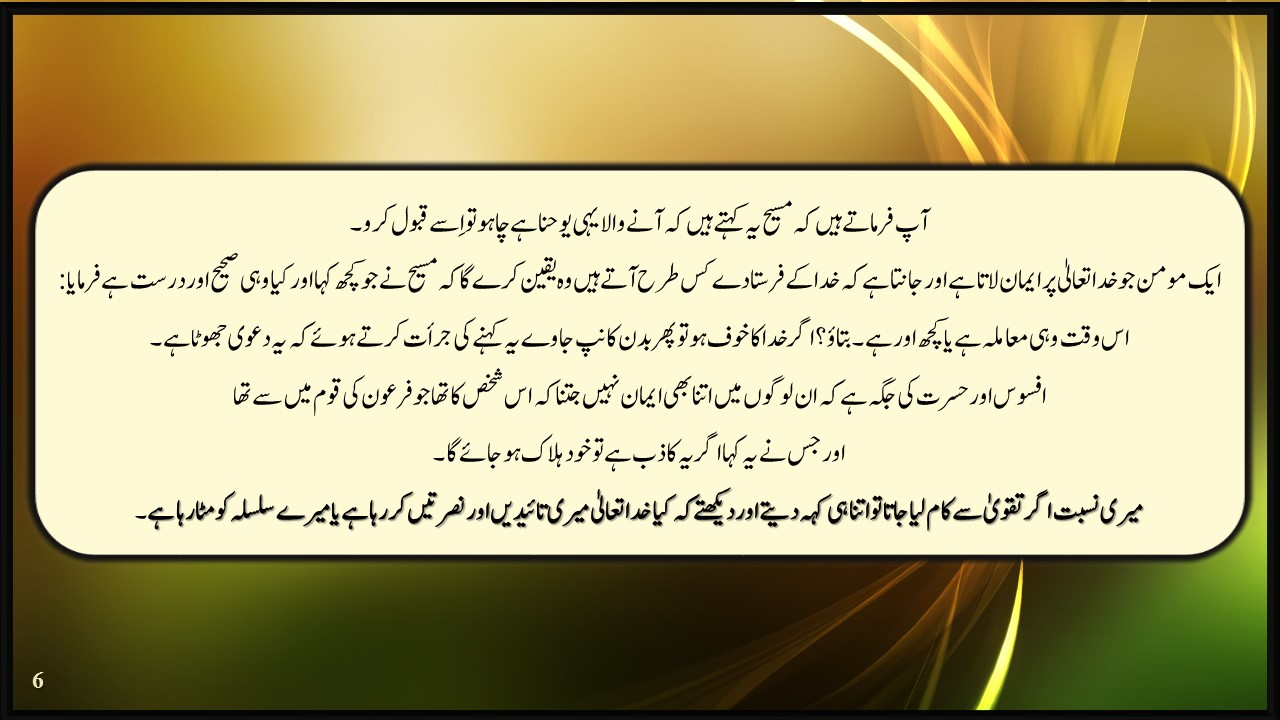 آپ فرماتے ہیں کہ مسیح یہ کہتے ہیں کہ آنے والا یہی یوحنا ہے چاہو تو اِسے قبول کرو۔
ایک مومن جو خدا تعالیٰ پر ایمان لاتا ہے اور جانتا ہے کہ خدا کے فرستادے کس طرح آتے ہیں وہ یقین کرے گا کہ مسیح نے جو کچھ کہا اور کیا وہی صحیح اور درست ہے فرمایا:
اس وقت وہی معاملہ ہے یا کچھ اور ہے۔ بتاؤ؟ اگر خدا کا خوف ہو تو پھر بدن کانپ جاوے یہ کہنے کی جرأت کرتے ہوئے کہ یہ دعوی جھوٹا ہے۔
افسوس اور حسرت کی جگہ ہے کہ ان لوگوں میں اتنا بھی ایمان نہیں جتنا کہ اس شخص کا تھا جو فرعون کی قوم میں سے تھا
اور جس نے یہ کہا اگر یہ کاذب ہے تو خود ہلاک ہو جائے گا۔
میری نسبت اگر تقویٰ سے کام لیا جاتا تو اتنا ہی کہہ دیتے اور دیکھتے کہ کیا خدا تعالیٰ میری تائیدیں اور نصرتیں کر رہا ہے یا میرے سلسلہ کو مٹا رہا ہے۔
6